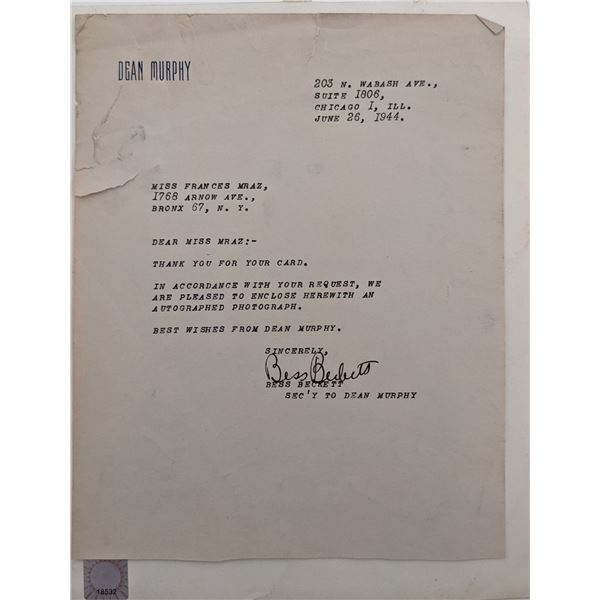 DEAN MURPHY
203 N. WABASH AVE.,
SUITE 1806,
CHICAGO 1, ILL.
JUNE 26, 1944.
MISS FRANCES MRAZ,
1768 ARNOW AVE.,
BRONX 67, N. Y.
DEAR MISS MRAZ:-
THANK YOU FOR YOUR CARD.
IN ACCORDANCE WITH YOUR REQUEST, WE
ARE PLEASED TO ENCLOSE HEREWITH AN
AUTOGRAPHED PHOTOGRAPH.
BEST WISHES FROM DEAN MURPHY.
SINCERELY,
Bess Beckett
BESS BECKETT
SEC'Y TO DEAN MURPHY
18532